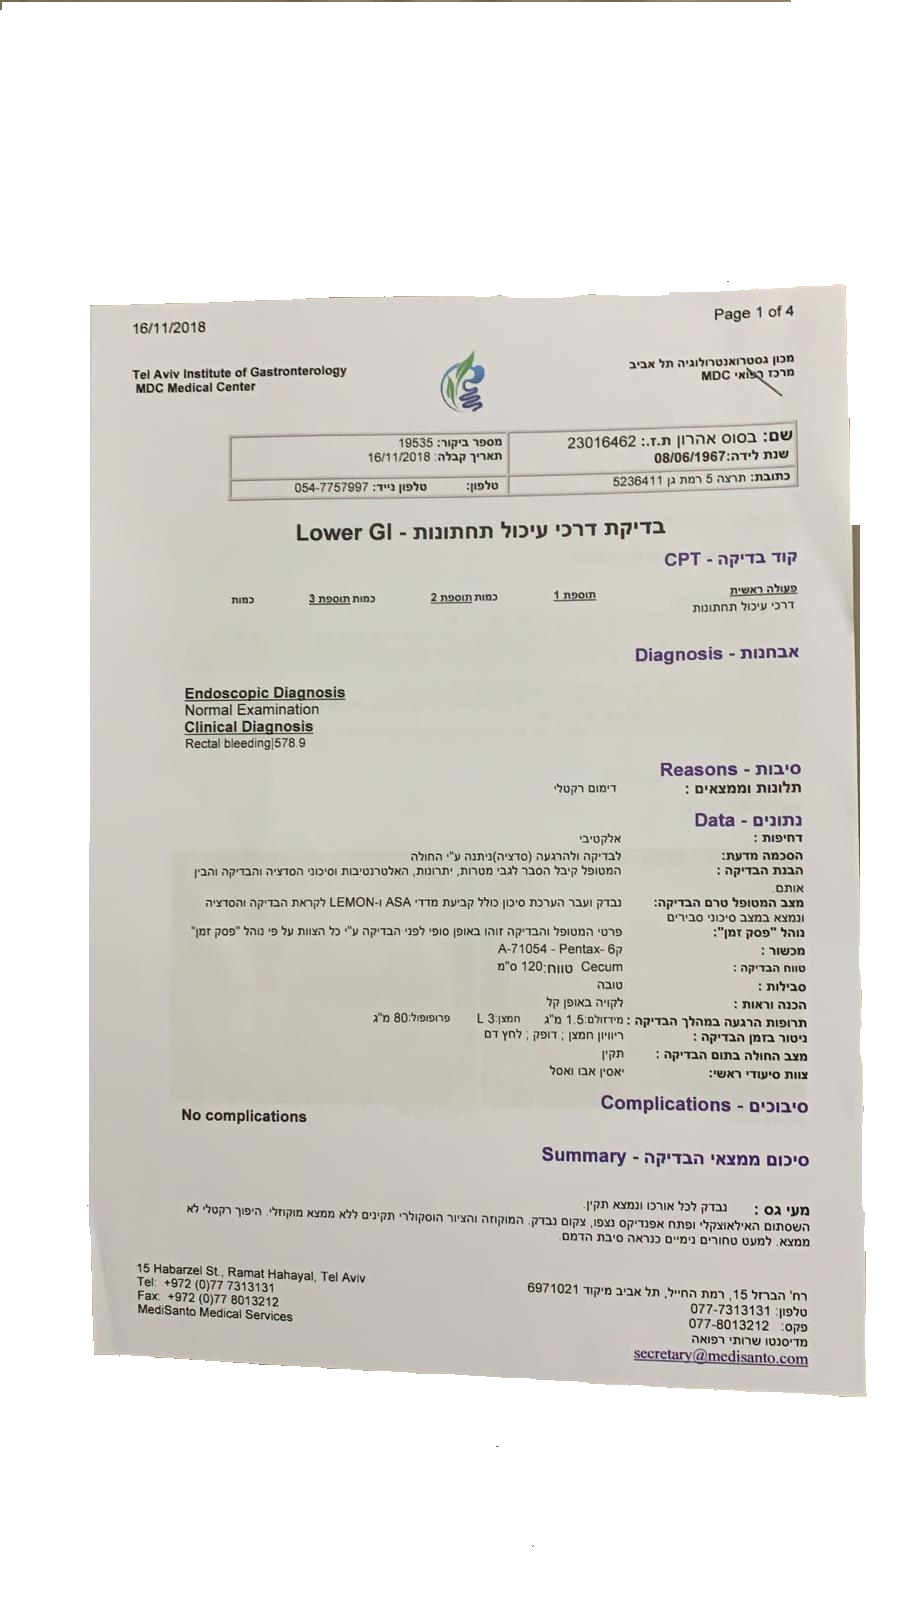 Page 1 of 4
16/11/2018
מכון גסטרואנטרולוגיה תל אביב
Tel Aviv Institute of Gastronterology
מרכז רפואי MDC
MDC Medical Center
שם: בסוס אהרון ת.ז.: 23016462
מספר ביקור: 19535
שנת לידה:08/06/1967
תאריך קבלה: 16/11/2018
כתובת: תרצה 5 רמת גן 5236411
טלפון: טלפון נייד: 054-7757997
בדיקת דרכי עיכול תחתונות - Lower GI
קוד בדיקה - CPT
פעולה ראשית תוספת 1 כמות תוספת 2 כמות תוספת 3 כמות
דרכי עיכול תחתונות
אבחנות - Diagnosis
Endoscopic Diagnosis
Normal Examination
Clinical Diagnosis
Rectal bleeding|578.9
סיבות - Reasons
תלונות וממצאים : דימום רקטלי
נתונים - Data
דחיפות : אלקטיבי
הסכמה מדעת: לבדיקה ולהרגעה (סדציה)ניתנה ע"י החולה
הבנת הבדיקה : המטופל קיבל הסבר לגבי מטרות, יתרונות, האלטרנטיבות וסיכוני הסדציה והבדיקה והבין
אותם.
מצב המטופל טרם הבדיקה: נבדק ועבר הערכת סיכון כולל קביעת מדדי ASA ו-LEMON לקראת הבדיקה והסדציה
ונמצא במצב סיכוני סבירים
נוהל "פסק זמן": פרטי המטופל והבדיקה זוהו באופן סופי לפני הבדיקה ע"י כל הצוות על פי נוהל "פסק זמן"
מכשור : ק6 -A-71054 - Pentax
טווח הבדיקה : Cecum טווח:120 ס"מ
סבילות : טובה
הכנה וראות : לקויה באופן קל
תרופות הרגעה במהלך הבדיקה : מידזולם:1.5 מ"ג חמצן:3 L פרופופול:80 מ"ג
ניטור בזמן הבדיקה : ריוויון חמצן ; דופק ; לחץ דם
מצב החולה בתום הבדיקה : תקין
צוות סיעודי ראשי: יאסין אבו ואסל
סיבוכים - Complications
No complications
סיכום ממצאי הבדיקה - Summary
מעי גס : נבדק לכל אורכו ונמצא תקין.
השסתום האילאוצקלי ופתח אפנדיקס נצפו, צקום נבדק. המוקוזה והציור הוסקולרי תקינים ללא ממצא מוקוזלי. היפוך רקטלי לא
ממצא. למעט טחורים נימיים כנראה סיבת הדמם.
15 Habarzel St., Ramat Hahayal, Tel Aviv
Tel: +972 (0)77 7313131
Fax: +972 (0)77 8013212
MediSanto Medical Services
רח' הברזל 15, רמת החייל, תל אביב מיקוד 6971021
טלפון: 077-7313131
פקס: 077-8013212
מדיסנטו שרותי רפואה
secretary@medisanto.com